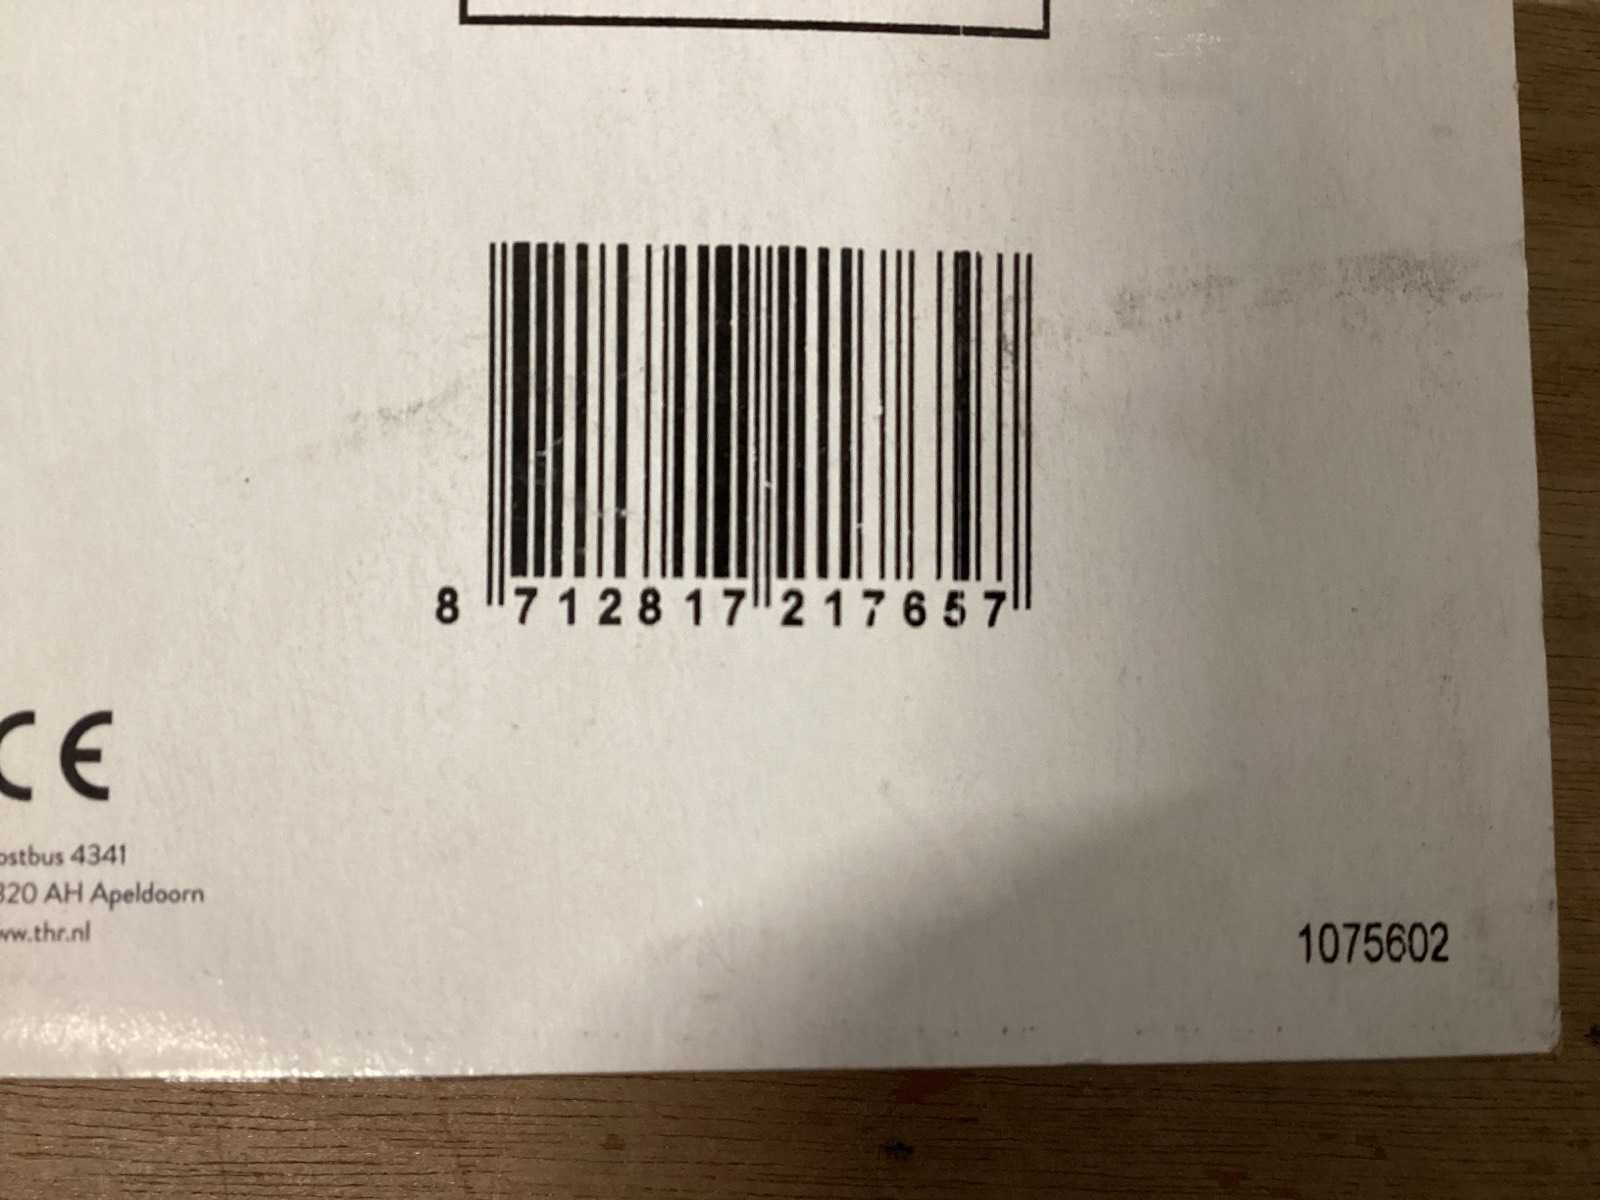 8 712817 217657
CE
ostbus 4341
320 AH Apeldoorn
ww.thr.nl
1075602